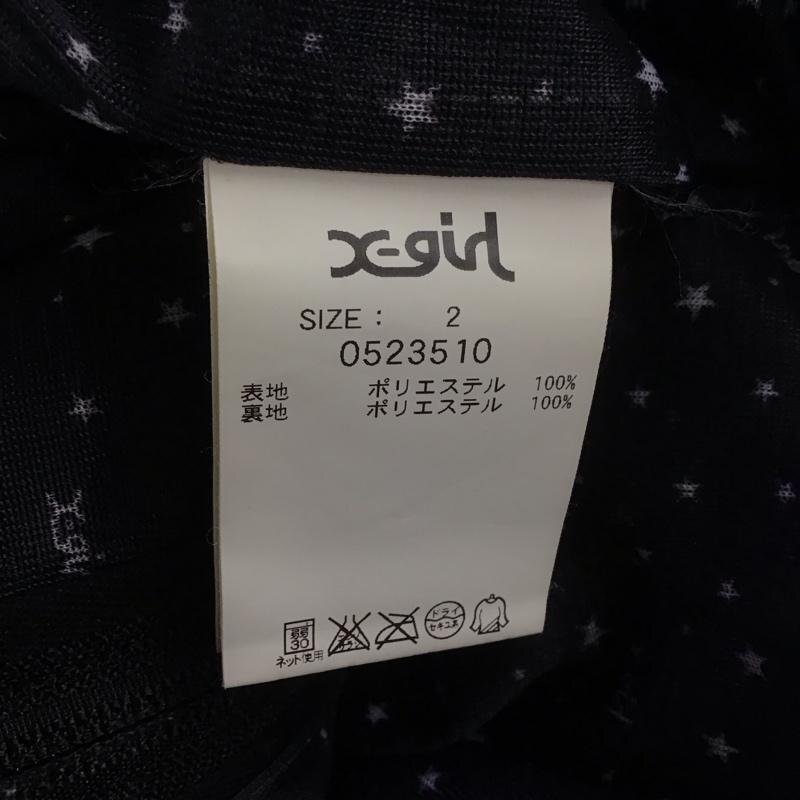 X-girl
SIZE : 2
0523510
表地 ポリエステル 100%
裏地 ポリエステル 100%
弱
30
ネット使用
ドライ
セキユ系